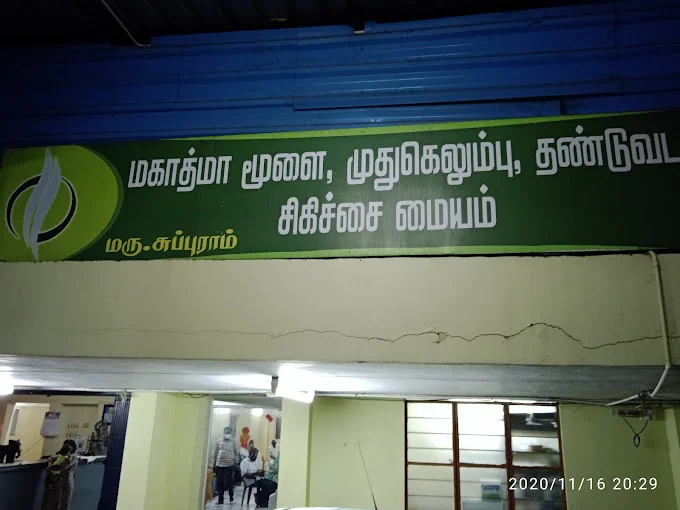 மகாத்மா மூளை, முதுகெலும்பு, தண்டுவட
சிகிச்சை மையம்
மரு.சுப்புராம்
2020/11/16 20:29